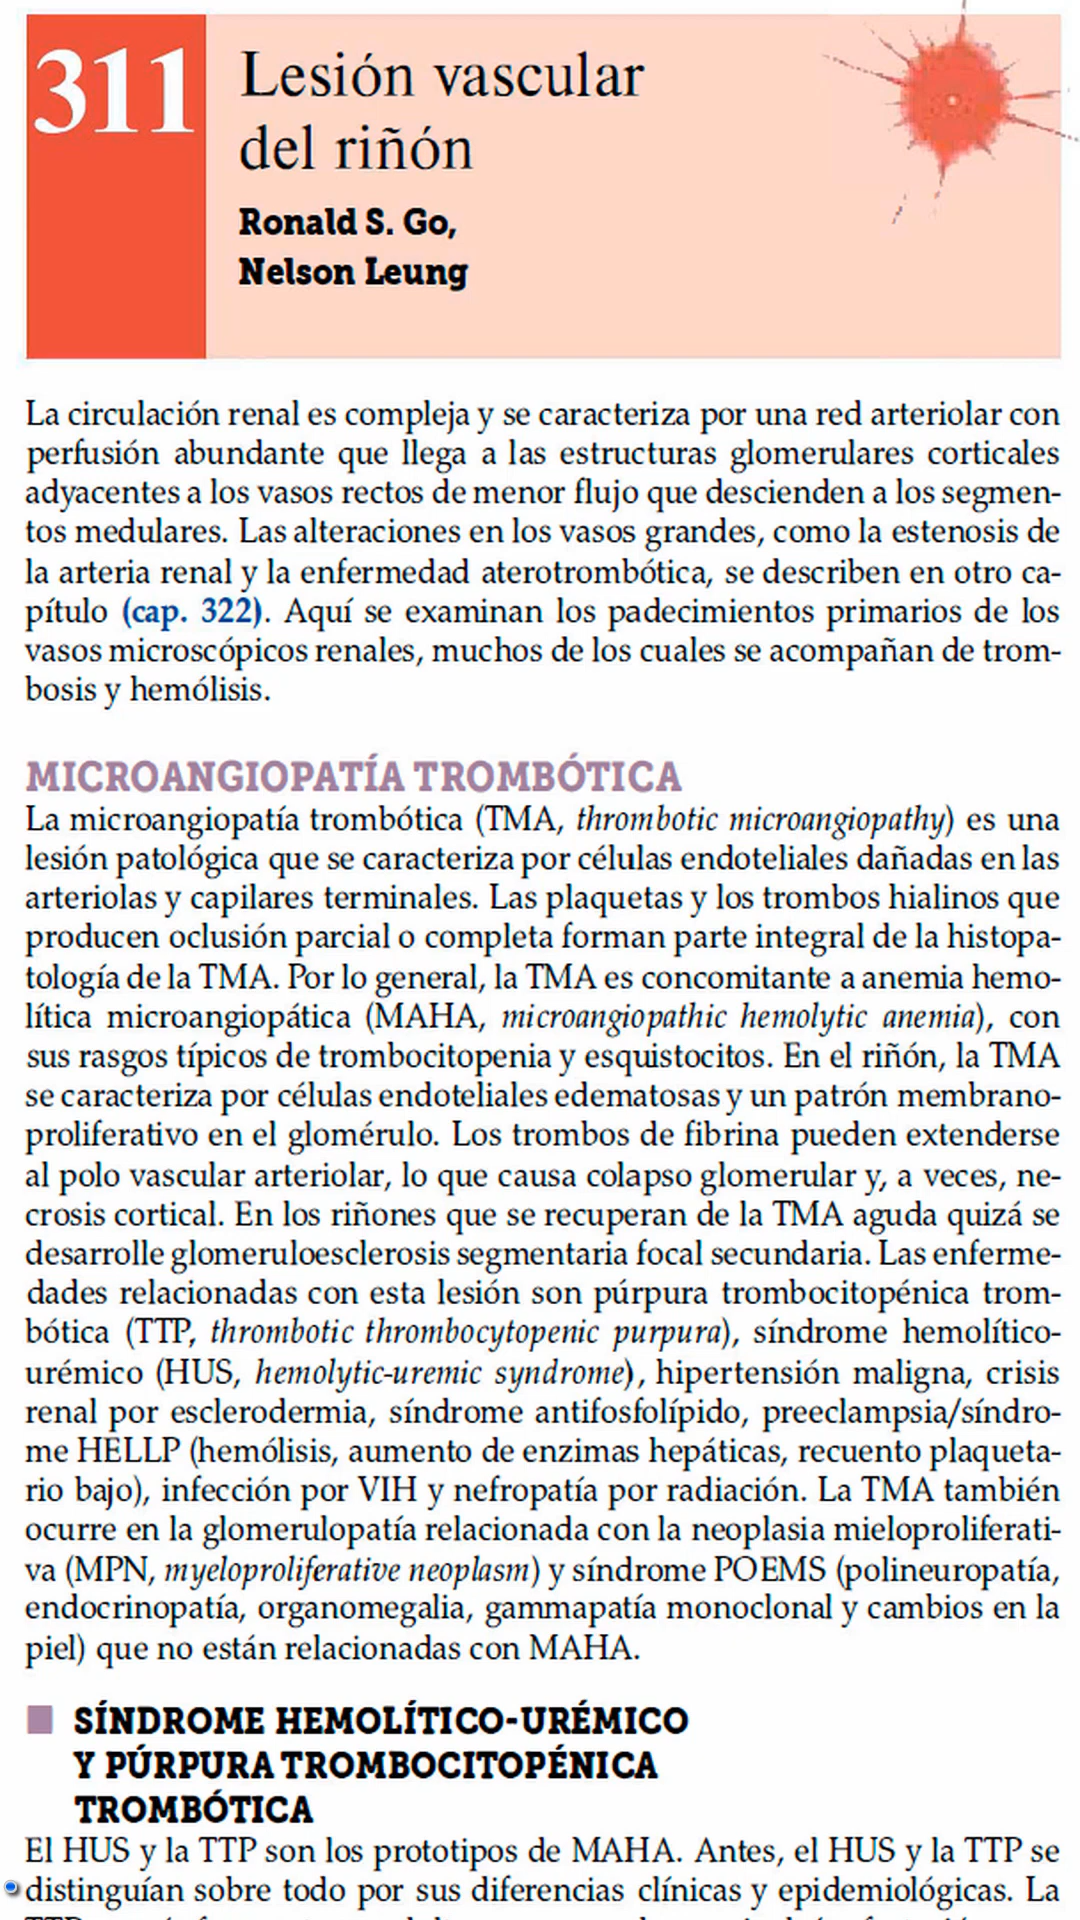 311
Lesión vascular
del riñón
Ronald S. Go,
Nelson Leung
La circulación renal es compleja y se caracteriza por una red arteriolar con
perfusión abundante que llega a las estructuras glomerulares corticales
adyacentes a los vasos rectos de menor flujo que descienden a los segmen-
tos medulares. Las alteraciones en los vasos grandes, como la estenosis de
la arteria renal y la enfermedad aterotrombótica, se describen en otro ca-
pítulo (cap. 322). Aquí se examinan los padecimientos primarios de los
vasos microscópicos renales, muchos de los cuales se acompañan de trom-
bosis y hemólisis.
MICROANGIOPATÍA TROMBÓTICA
La microangiopatía trombótica (TMA, thrombotic microangiopathy) es una
lesión patológica que se caracteriza por células endoteliales dañadas en las
arteriolas y capilares terminales. Las plaquetas y los trombos hialinos que
producen oclusión parcial o completa forman parte integral de la histopa-
tología de la TMA. Por lo general, la TMA es concomitante a anemia hemo-
lítica microangiopática (MAHA, microangiopathic hemolytic anemia), con
sus rasgos típicos de trombocitopenia y esquistocitos. En el riñón, la TMA
se caracteriza por células endoteliales edematosas y un patrón membrano-
proliferativo en el glomérulo. Los trombos de fibrina pueden extenderse
al polo vascular arteriolar, lo que causa colapso glomerular y, a veces, ne-
crosis cortical. En los riñones que se recuperan de la TMA aguda quizá se
desarrolle glomeruloesclerosis segmentaria focal secundaria. Las enferme-
dades relacionadas con esta lesión son púrpura trombocitopénica trom-
bótica (TTP, thrombotic thrombocytopenic purpura), síndrome hemolítico-
urémico (HUS, hemolytic-uremic syndrome), hipertensión maligna, crisis
renal por esclerodermia, síndrome antifosfolípido, preeclampsia/síndro-
me HELLP (hemólisis, aumento de enzimas hepáticas, recuento plaqueta-
rio bajo), infección por VIH y nefropatía por radiación. La TMA también
ocurre en la glomerulopatía relacionada con la neoplasia mieloproliferati-
va (MPN, myeloproliferative neoplasm) y síndrome POEMS (polineuropatía,
endocrinopatía, organomegalia, gammapatía monoclonal y cambios en la
piel) que no están relacionadas con MAHA.
SÍNDROME HEMOLÍTICO-URÉMICO
Y PÚRPURA TROMBOCITOPÉNICA
TROMBÓTICA
El HUS y la TTP son los prototipos de MAHA. Antes, el HUS y la TTP se
distinguían sobre todo por sus diferencias clínicas y epidemiológicas. La